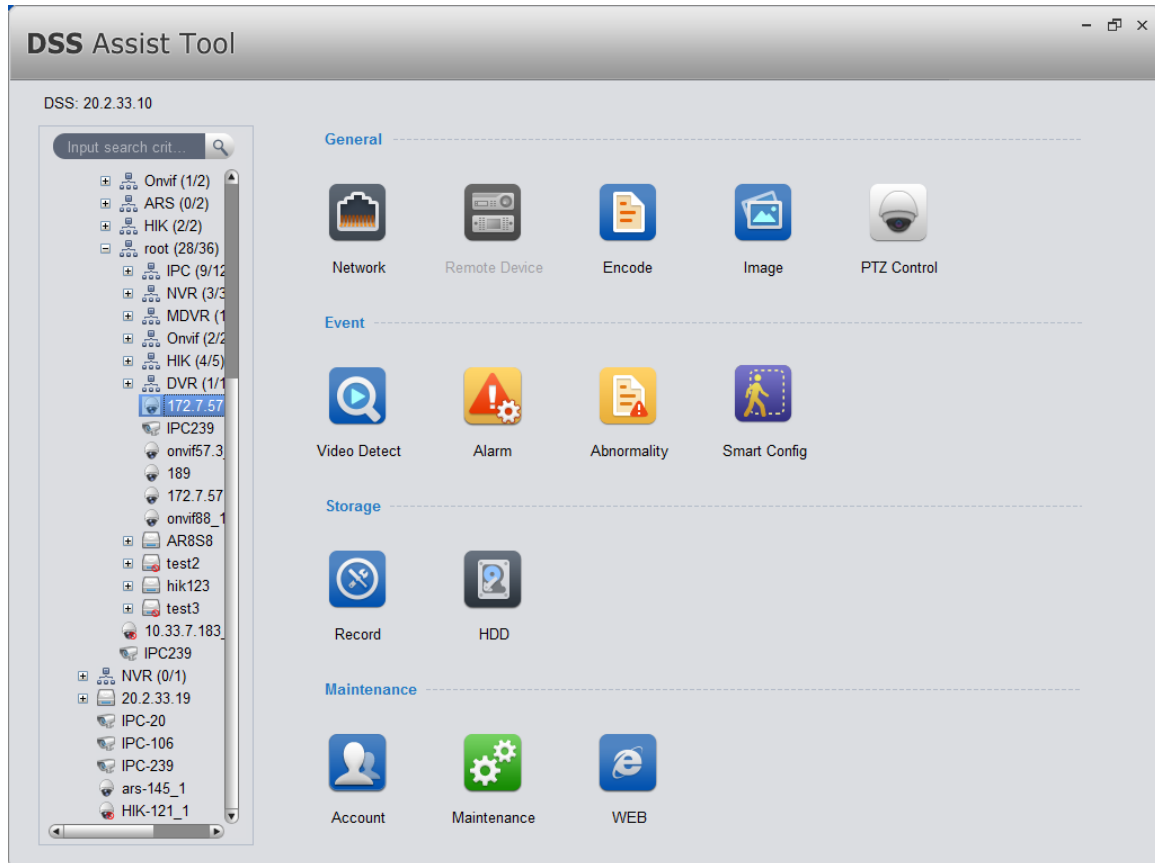 DSS Assist Tool
DSS: 20.2.33.10
Input search crit...
Onvif (1/2)
ARS (0/2)
HIK (2/2)
root (28/36)
IPC (9/12
NVR (3/3
MDVR (1
Onvif (2/2
HIK (4/5)
DVR (1/1
172.7.57
IPC239
onvif57.3_
189
172.7.57
onvif88_1
AR8S8
test2
hik123
test3
10.33.7.183_
IPC239
NVR (0/1)
20.2.33.19
IPC-20
IPC-106
IPC-239
ars-145_1
HIK-121_1
General
Network Remote Device Encode Image PTZ Control
Event
Video Detect Alarm Abnormality Smart Config
Storage
Record HDD
Maintenance
Account Maintenance WEB